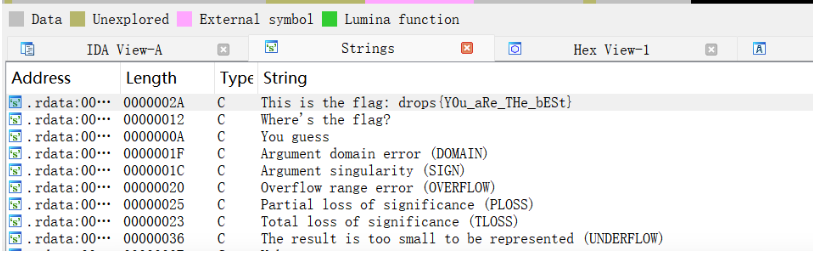 Data Unexplored External symbol Lumina function
IDA View-A Strings Hex View-1
Address Length Type String
.rdata:00… 0000002A C This is the flag: drops{Y0u_aRe_THe_bESt}
.rdata:00… 00000012 C Where's the flag?
.rdata:00… 0000000A C You guess
.rdata:00… 0000001F C Argument domain error (DOMAIN)
.rdata:00… 0000001C C Argument singularity (SIGN)
.rdata:00… 00000020 C Overflow range error (OVERFLOW)
.rdata:00… 00000025 C Partial loss of significance (PLOSS)
.rdata:00… 00000023 C Total loss of significance (TLOSS)
.rdata:00… 00000036 C The result is too small to be represented (UNDERFLOW)